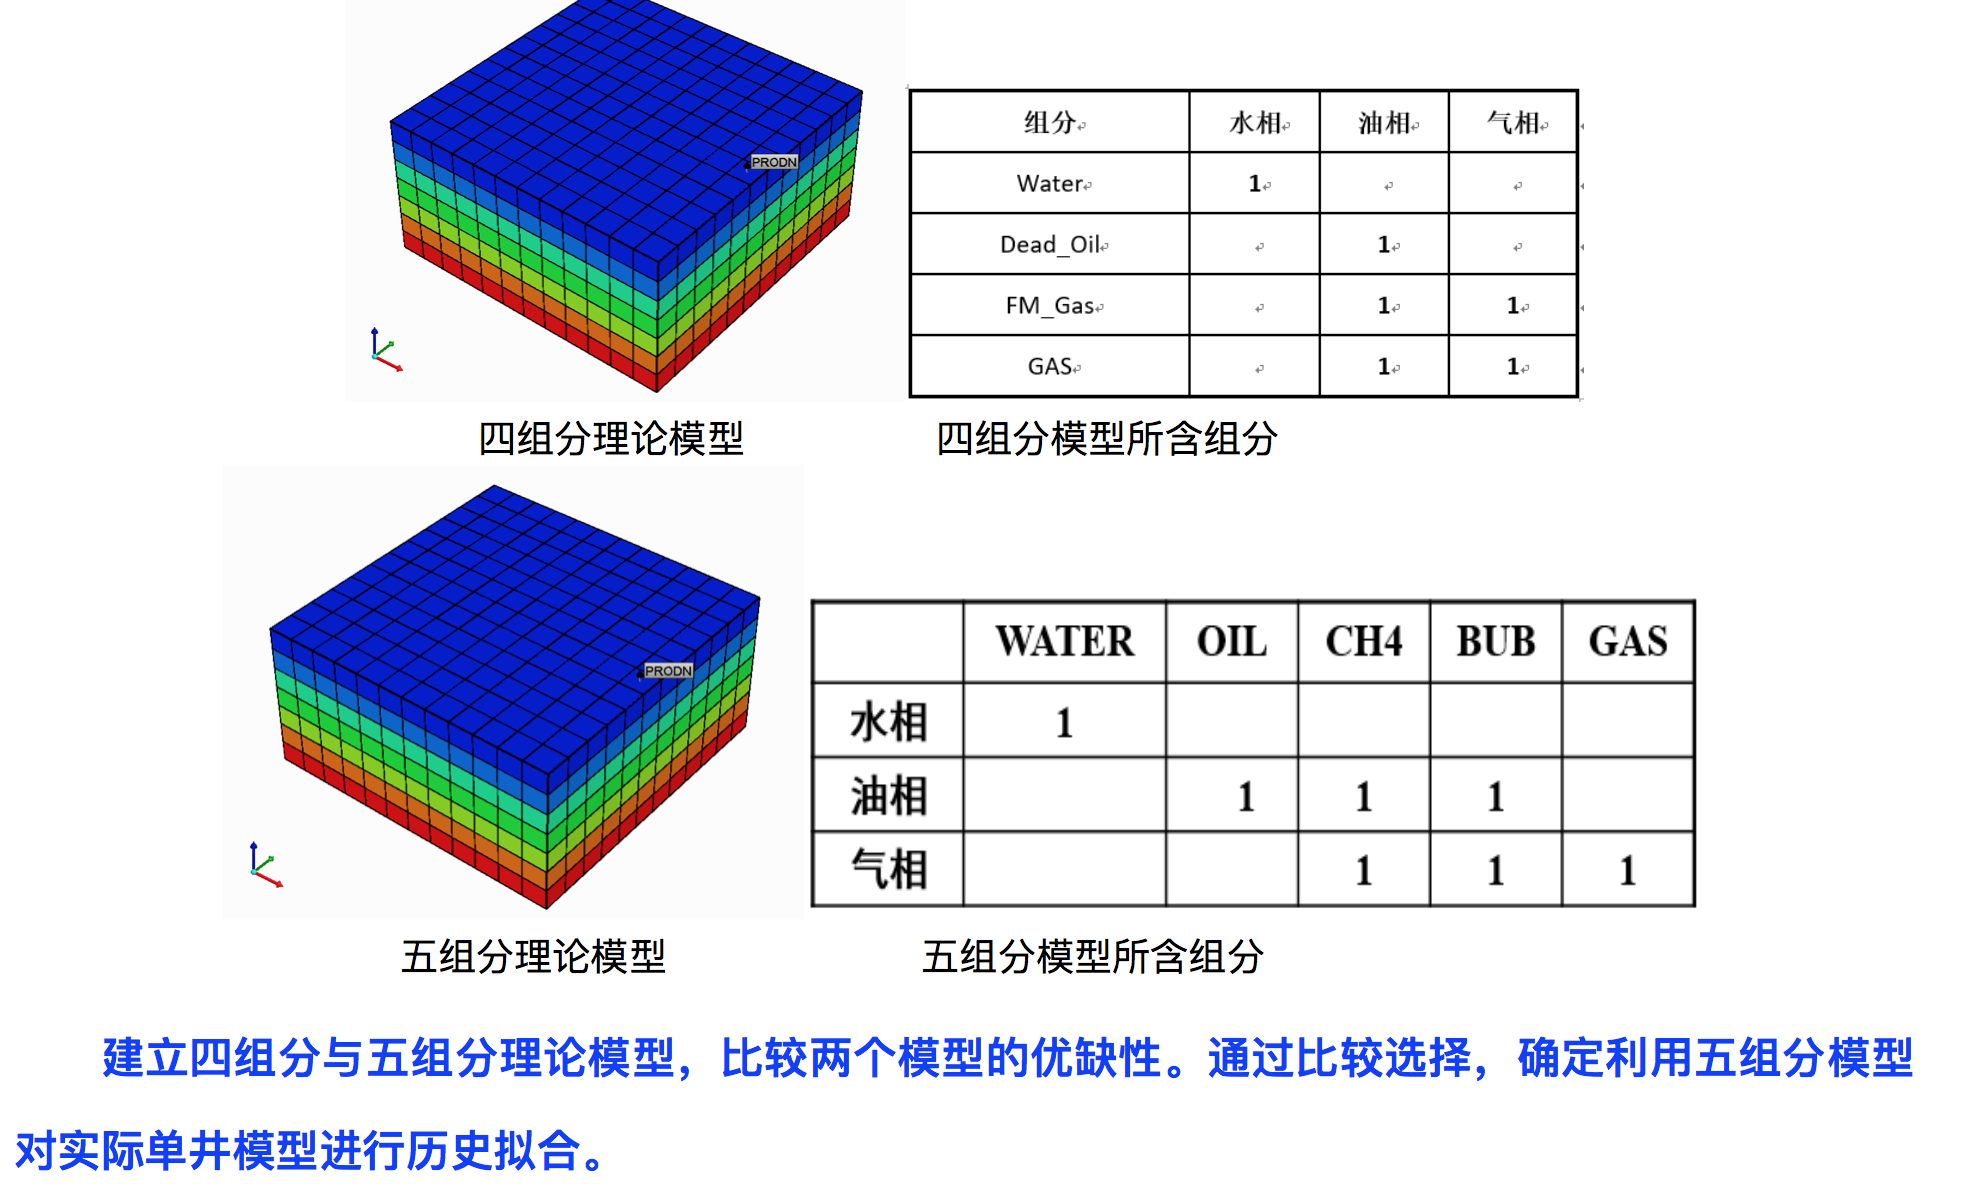 PRODN
组分 水相 油相 气相
Water 1
Dead_Oil 1
FM_Gas 1 1
GAS 1 1
四组分理论模型 四组分模型所含组分
PRODN
WATER OIL CH4 BUB GAS
水相 1
油相 1 1 1
气相 1 1 1
五组分理论模型 五组分模型所含组分
建立四组分与五组分理论模型，比较两个模型的优缺性。通过比较选择，确定利用五组分模型
对实际单井模型进行历史拟合。